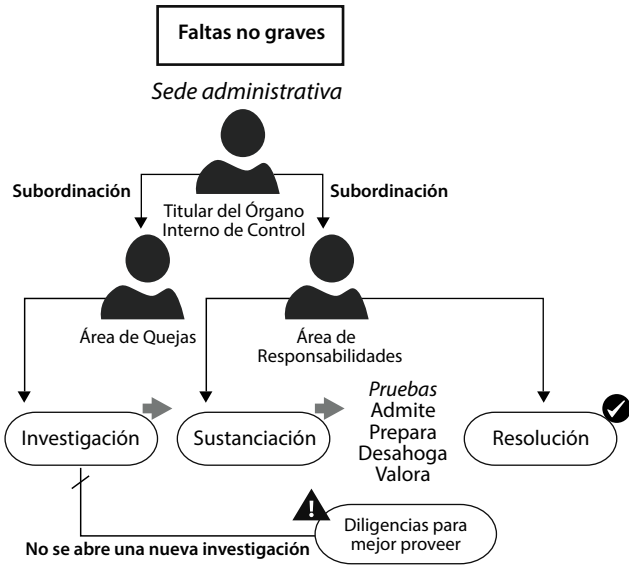 Faltas no graves
Sede administrativa
Subordinación
Subordinación
Titular del Órgano
Interno de Control
Área de Quejas
Área de
Responsabilidades
Investigación
Sustanciación
Pruebas
Admite
Prepara
Desahoga
Valora
Resolución
No se abre una nueva investigación
Diligencias para
mejor proveer